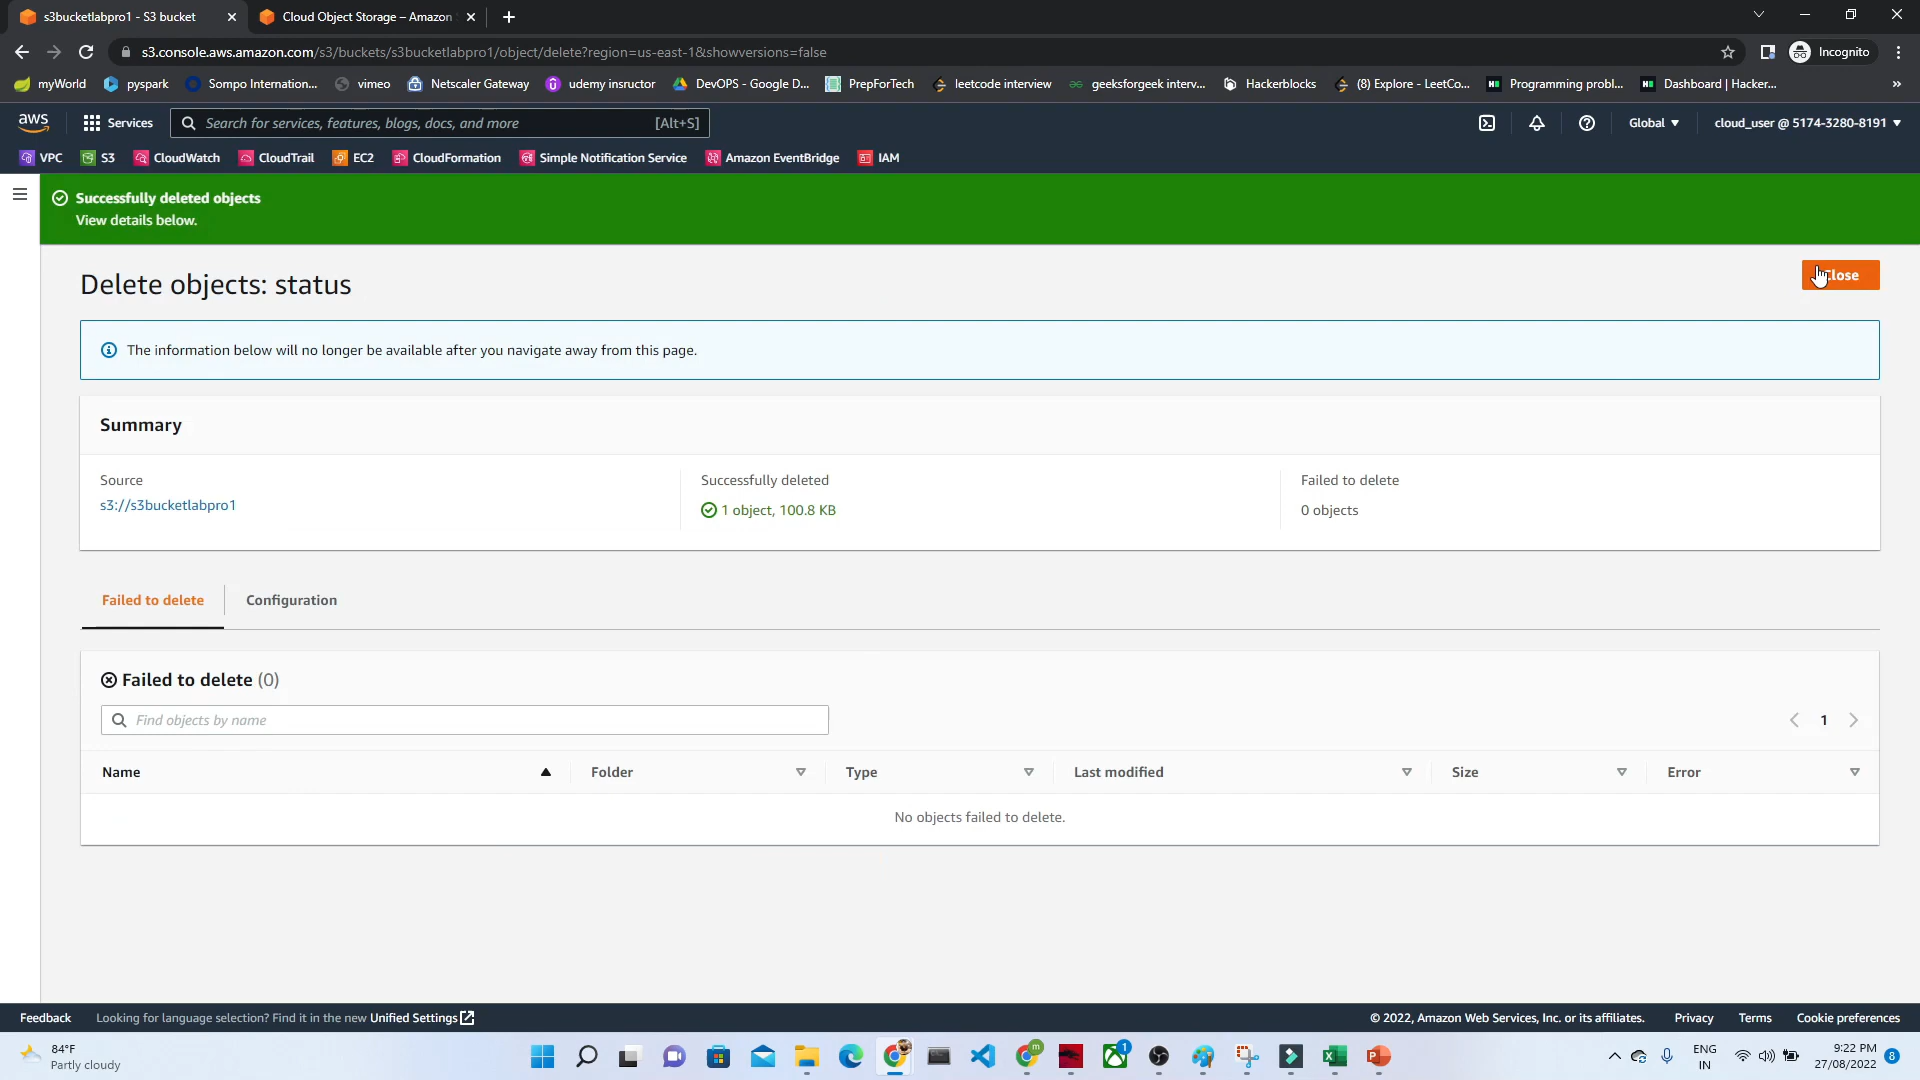 s3bucketlabpro1 - S3 bucket
Cloud Object Storage – Amazon
s3.console.aws.amazon.com/s3/buckets/s3bucketlabpro1/object/delete?region=us-east-1&showversions=false
Incognito
myWorld
pyspark
Sompo Internation...
vimeo
Netscaler Gateway
udemy insructor
DevOPS - Google D...
PrepForTech
leetcode interview
geeksforgeek interv...
Hackerblocks
(8) Explore - LeetCo...
Programming probl...
Dashboard | Hacker...
»
aws
Services
Search for services, features, blogs, docs, and more
[Alt+S]
Global
cloud_user @ 5174-3280-8191
VPC
S3
CloudWatch
CloudTrail
EC2
CloudFormation
Simple Notification Service
Amazon EventBridge
IAM
Successfully deleted objects
View details below.
Delete objects: status
Close
The information below will no longer be available after you navigate away from this page.
Summary
Source
s3://s3bucketlabpro1
Successfully deleted
1 object, 100.8 KB
Failed to delete
0 objects
Failed to delete
Configuration
Failed to delete (0)
Find objects by name
1
Name
Folder
Type
Last modified
Size
Error
No objects failed to delete.
Feedback
Looking for language selection? Find it in the new Unified Settings
© 2022, Amazon Web Services, Inc. or its affiliates.
Privacy
Terms
Cookie preferences
84°F
Partly cloudy
m
1
ENG
IN
9:22 PM
27/08/2022
8